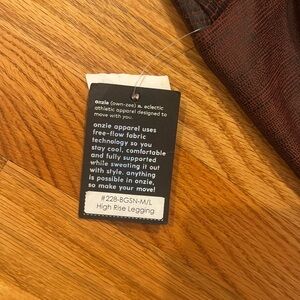 onzie (own-zee) n. eclectic
athletic apparel designed to
move with you.
onzie apparel uses
free-flow fabric
technology so you
stay cool, comfortable
and fully supported
while sweating it out
with style. anything
is possible in onzie,
so make your move!
#228-BGSN-M/L
High Rise Legging